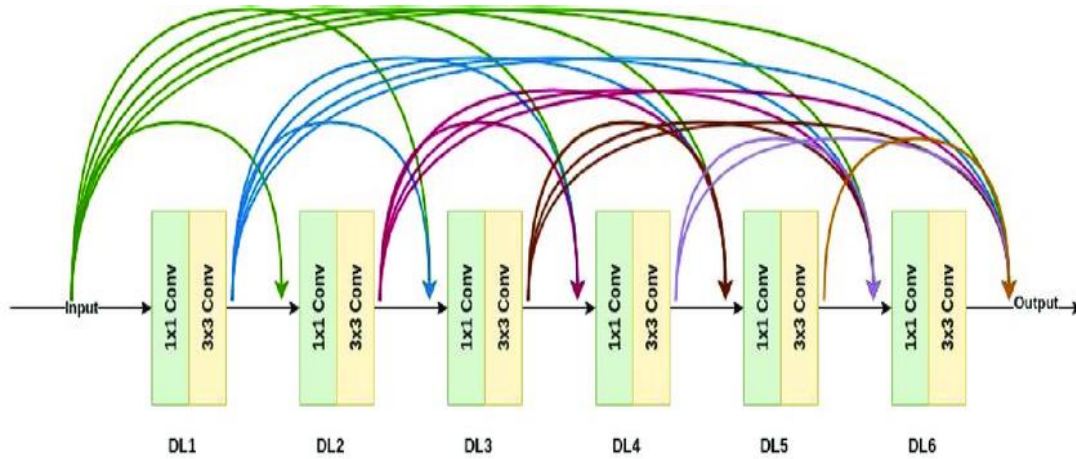 Input
1x1 Conv
3x3 Conv
1x1 Conv
3x3 Conv
1x1 Conv
3x3 Conv
1x1 Conv
3x3 Conv
1x1 Conv
3x3 Conv
1x1 Conv
3x3 Conv
Output
DL1
DL2
DL3
DL4
DL5
DL6